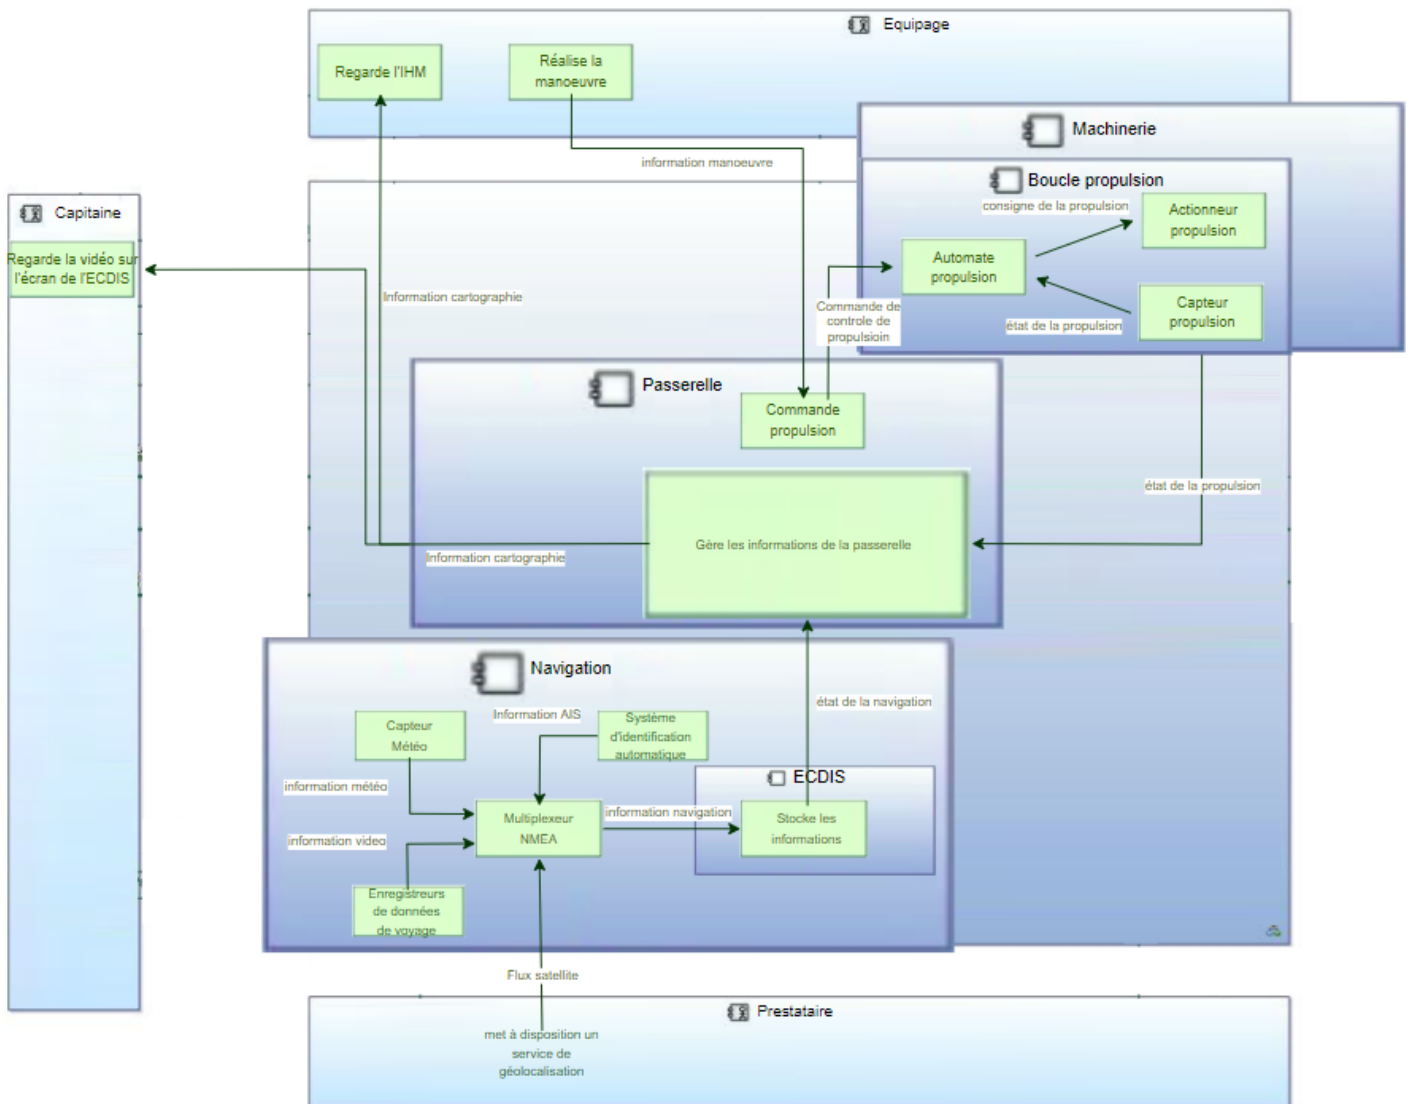 Equipage
Regarde l'IHM
Réalise la
manoeuvre
Machinerie
information manoeuvre
Boucle propulsion
consigne de la propulsion
Actionneur
propulsion
Capitaine
Regarde la vidéo sur
l'écran de l'ECDIS
Automate
propulsion
Information cartographie
Commande de
controle de
propulsioin
Capteur
propulsion
état de la propulsion
Passerelle
Commande
propulsion
état de la propulsion
Gère les informations de la passerelle
Information cartographie
Navigation
état de la navigation
Information AIS
Capteur
Météo
Système
d'identification
automatique
ECDIS
information météo
information navigation
Multiplexeur
NMEA
Stocke les
informations
information video
Enregistreurs
de données
de voyage
Flux satellite
Prestataire
met à disposition un
service de
géolocalisation